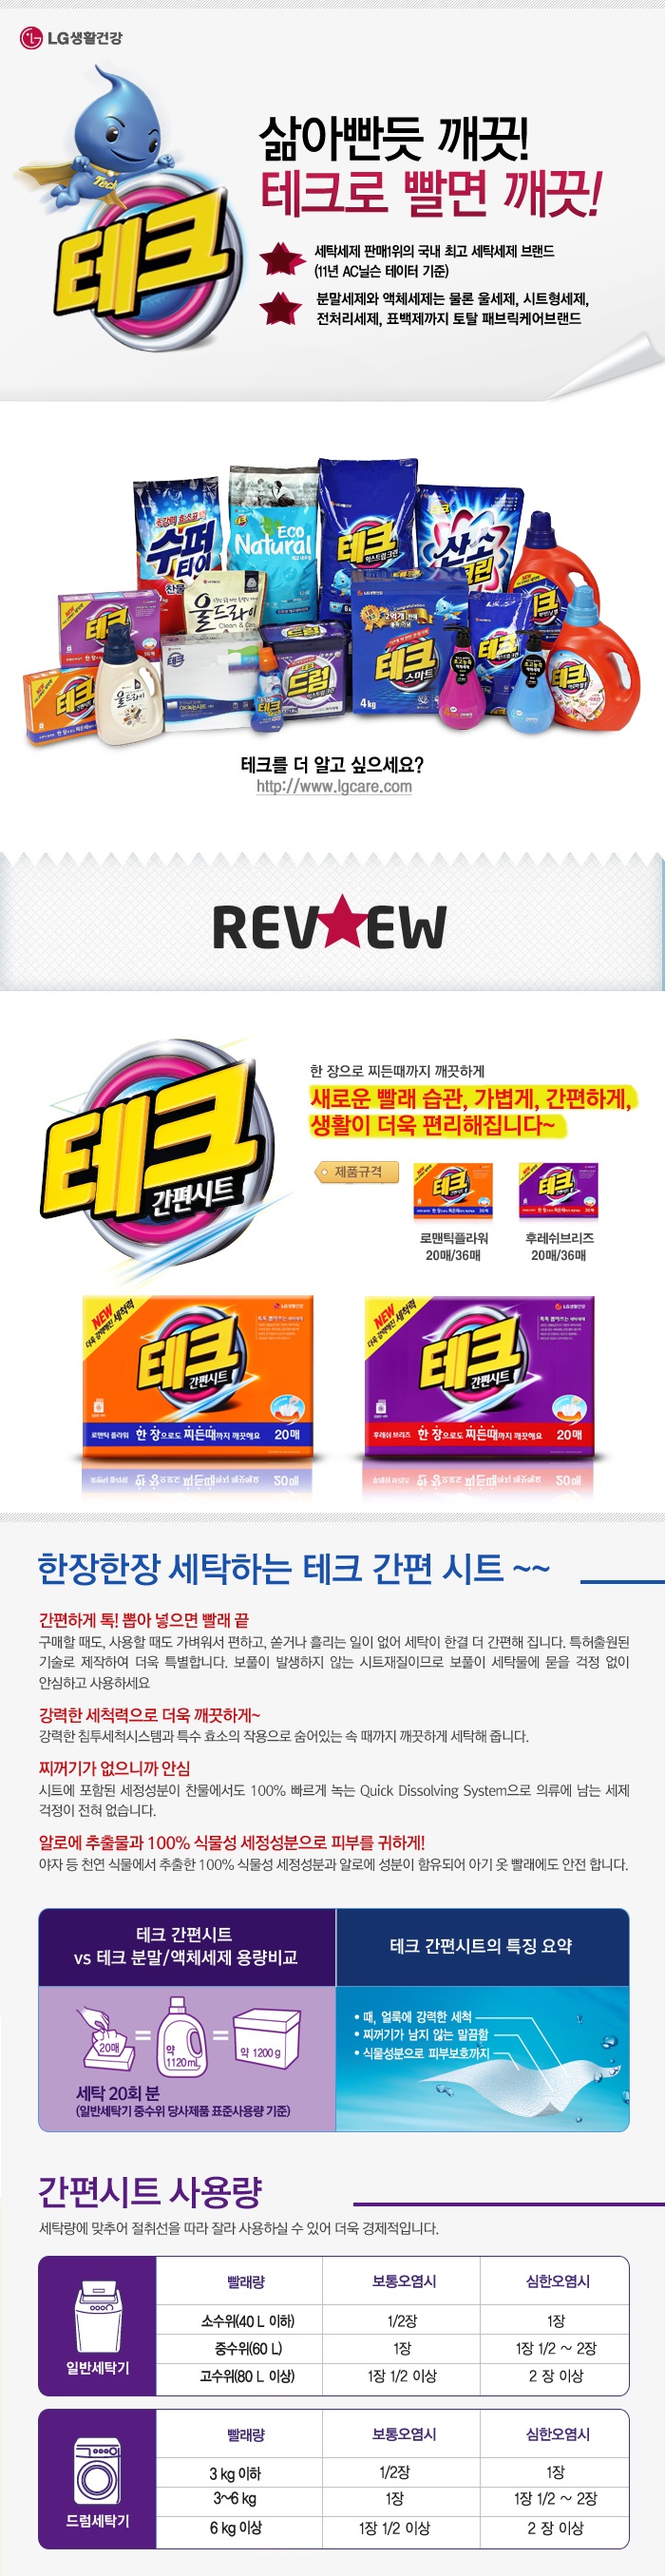 LG생활건강
삶아빤듯 깨끗!
테크로 빨면 깨끗!
Tech
테크
세탁세제 판매1위의 국내 최고 세탁세제 브랜드
(11년 AC닐슨 데이터 기준)
분말세제와 액체세제는 물론 울세제, 시트형세제,
전처리세제, 표백제까지 토탈 패브릭케어브랜드
수퍼
타이
찬물
Eco
Natural
테크
산소
크린
울드라이
Clean & Care
테크
드럼
테크
스마트
4kg
울드라이
테크를 더 알고 싶으세요?
http://www.lgcare.com
REV★EW
테크
간편시트
한 장으로 찌든때까지 깨끗하게
새로운 빨래 습관, 가볍게, 간편하게,
생활이 더욱 편리해집니다~
제품규격
로맨틱플라워
20매/36매
후레쉬브리즈
20매/36매
NEW
더욱 강력해진 세척력
LG생활건강
테크
간편시트
로맨틱 플라워 한 장으로도 찌든때까지 깨끗해요 20매
NEW
더욱 강력해진 세척력
LG생활건강
테크
간편시트
후레쉬 브리즈 한 장으로도 찌든때까지 깨끗해요 20매
한장한장 세탁하는 테크 간편 시트 ~~
간편하게 톡! 뽑아 넣으면 빨래 끝
구매할 때도, 사용할 때도 가벼워서 편하고, 쏟거나 흘리는 일이 없어 세탁이 한결 더 간편해 집니다. 특허출원된
기술로 제작하여 더욱 특별합니다. 보풀이 발생하지 않는 시트재질이므로 보풀이 세탁물에 묻을 걱정 없이
안심하고 사용하세요
강력한 세척력으로 더욱 깨끗하게~
강력한 침투세척시스템과 특수 효소의 작용으로 숨어있는 속 때까지 깨끗하게 세탁해 줍니다.
찌꺼기가 없으니까 안심
시트에 포함된 세정성분이 찬물에서도 100% 빠르게 녹는 Quick Dissolving System으로 의류에 남는 세제
걱정이 전혀 없습니다.
알로에 추출물과 100% 식물성 세정성분으로 피부를 귀하게!
야자 등 천연 식물에서 추출한 100% 식물성 세정성분과 알로에 성분이 함유되어 아기 옷 빨래에도 안전 합니다.
테크 간편시트
vs 테크 분말/액체세제 용량비교
20매 = 약 1120mL = 약 1200g
세탁 20회 분
(일반세탁기 중수위 당사제품 표준사용량 기준)
테크 간편시트의 특징 요약
• 때, 얼룩에 강력한 세척
• 찌꺼기가 남지 않는 말끔함
• 식물성분으로 피부보호까지
간편시트 사용량
세탁량에 맞추어 절취선을 따라 잘라 사용하실 수 있어 더욱 경제적입니다.
일반세탁기
빨래량 보통오염시 심한오염시
소수위(40 L 이하) 1/2장 1장
중수위(60 L) 1장 1장 1/2 ~ 2장
고수위(80 L 이상) 1장 1/2 이상 2 장 이상
드럼세탁기
빨래량 보통오염시 심한오염시
3 kg 이하 1/2장 1장
3~6 kg 1장 1장 1/2 ~ 2장
6 kg 이상 1장 1/2 이상 2 장 이상